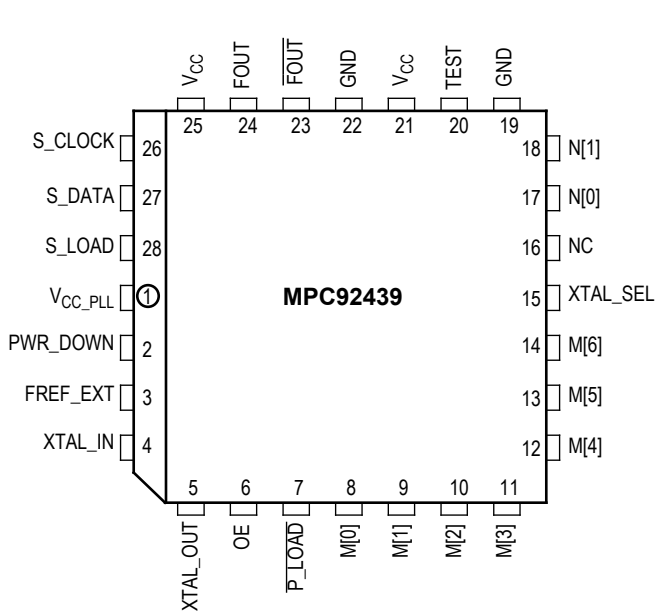 VCC
FOUT
FOUT
GND
VCC
TEST
GND
25
24
23
22
21
20
19
S_CLOCK 26
S_DATA 27
S_LOAD 28
VCC_PLL 1
PWR_DOWN 2
FREF_EXT 3
XTAL_IN 4
MPC92439
18 N[1]
17 N[0]
16 NC
15 XTAL_SEL
14 M[6]
13 M[5]
12 M[4]
5
6
7
8
9
10
11
XTAL_OUT
OE
P_LOAD
M[0]
M[1]
M[2]
M[3]